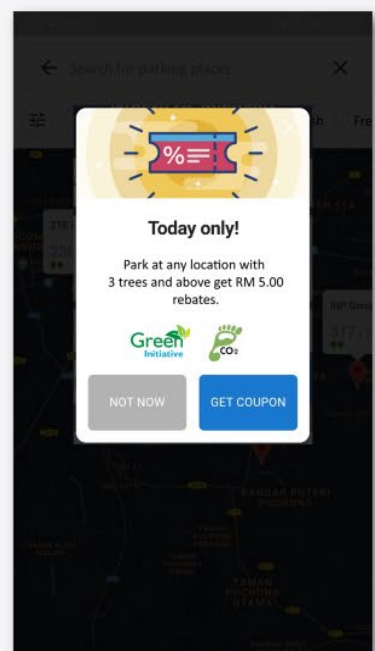 Search for parking places
Fre
%
Today only!
Park at any location with
3 trees and above get RM 5.00
rebates.
Green
Initiative
CO₂
NOT NOW
GET COUPON
BANDAR PUTERI
PUCHONG
TAMAN
PUCHONG
UTAMA